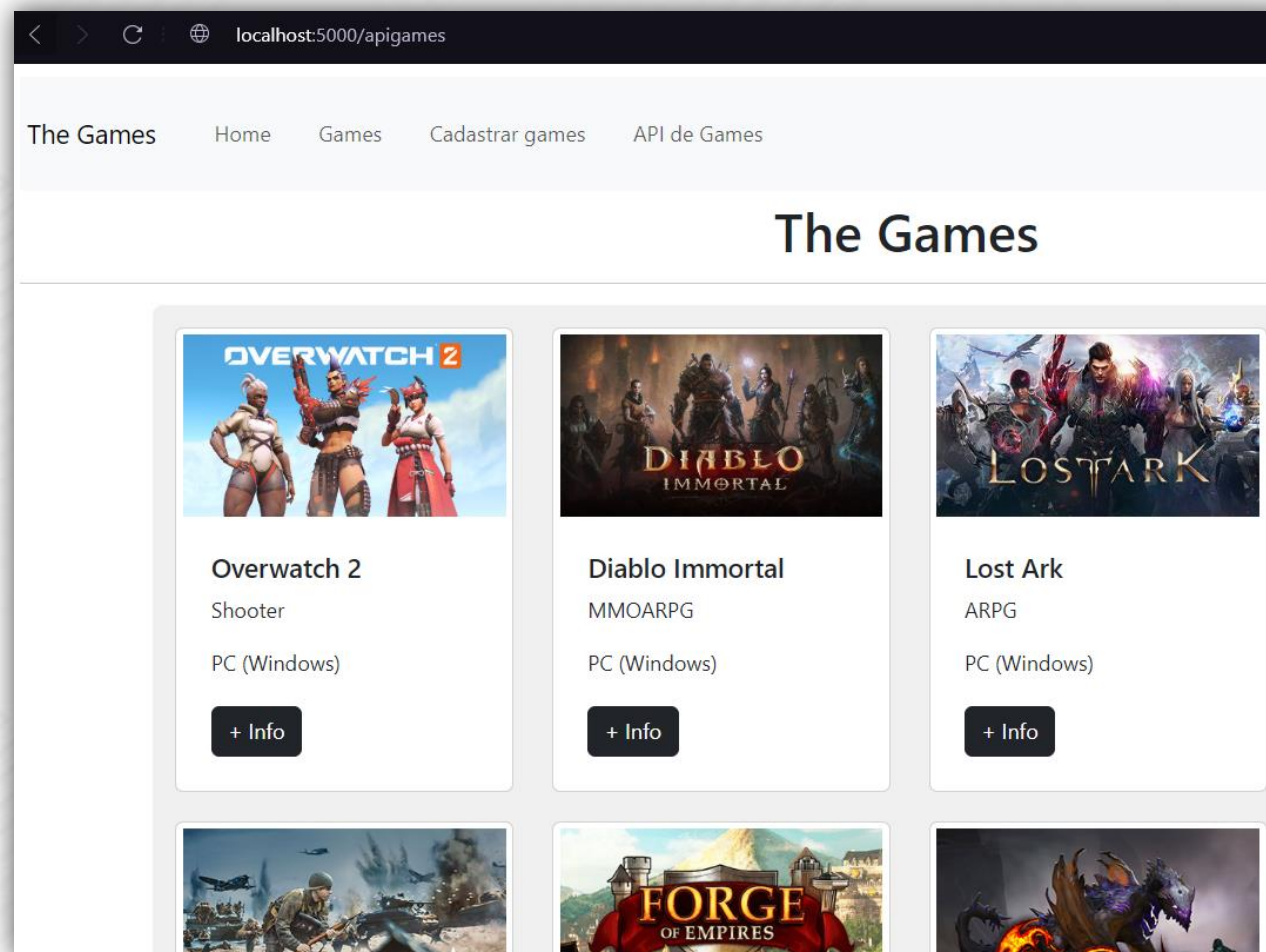 localhost:5000/apigames
The Games Home Games Cadastrar games API de Games
The Games
OVERWATCH 2
DIABLO
IMMORTAL
LOST ARK
Overwatch 2
Shooter
PC (Windows)
+ Info
Diablo Immortal
MMOARPG
PC (Windows)
+ Info
Lost Ark
ARPG
PC (Windows)
+ Info
FORGE
OF EMPIRES